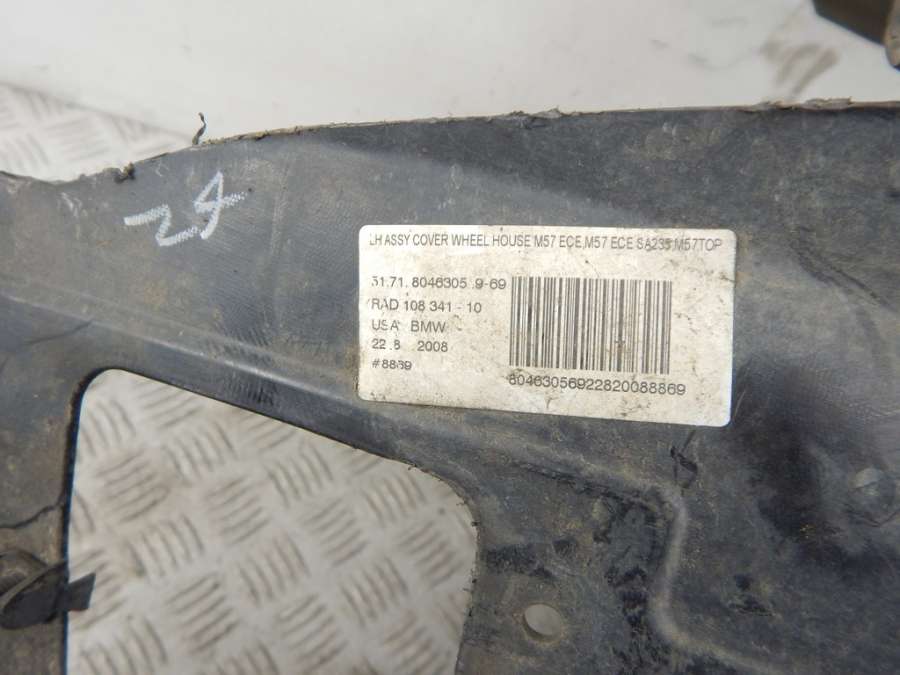 24
LH ASSY COVER WHEEL HOUSE M57 ECE,M57 ECE SA235,M57TOP
51.71. 8046305 .9-69
RAD 108 341 - 10
USA BMW
22.8 2008
#8869
80463056922820088869